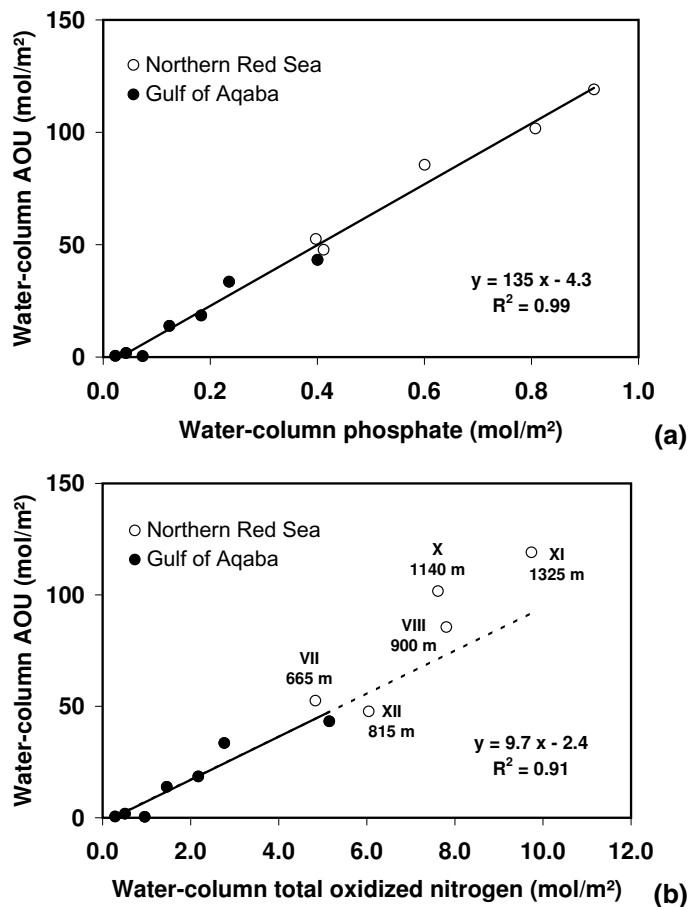 150
100
50
0
Water-column AOU (mol/m²)
Northern Red Sea
Gulf of Aqaba
y = 135 x - 4.3
R² = 0.99
0.0 0.2 0.4 0.6 0.8 1.0
Water-column phosphate (mol/m²)
(a)
150
100
50
0
Water-column AOU (mol/m²)
Northern Red Sea
Gulf of Aqaba
X
1140 m
XI
1325 m
VIII
900 m
VII
665 m
XII
815 m
y = 9.7 x - 2.4
R² = 0.91
0.0 2.0 4.0 6.0 8.0 10.0 12.0
Water-column total oxidized nitrogen (mol/m²)
(b)